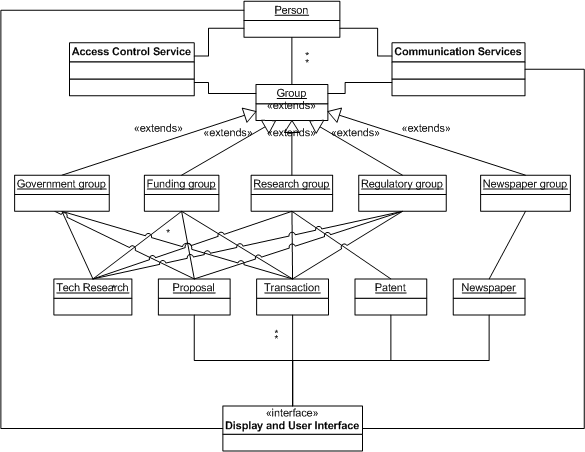 Person
Access Control Service
Communication Services
*
*
Group
«extends»
«extends»
«extends»
«extends»
«extends»
«extends»
Government group
Funding group
Research group
Regulatory group
Newspaper group
*
Tech Research
*
Proposal
Transaction
Patent
Newspaper
*
*
«interface»
Display and User Interface